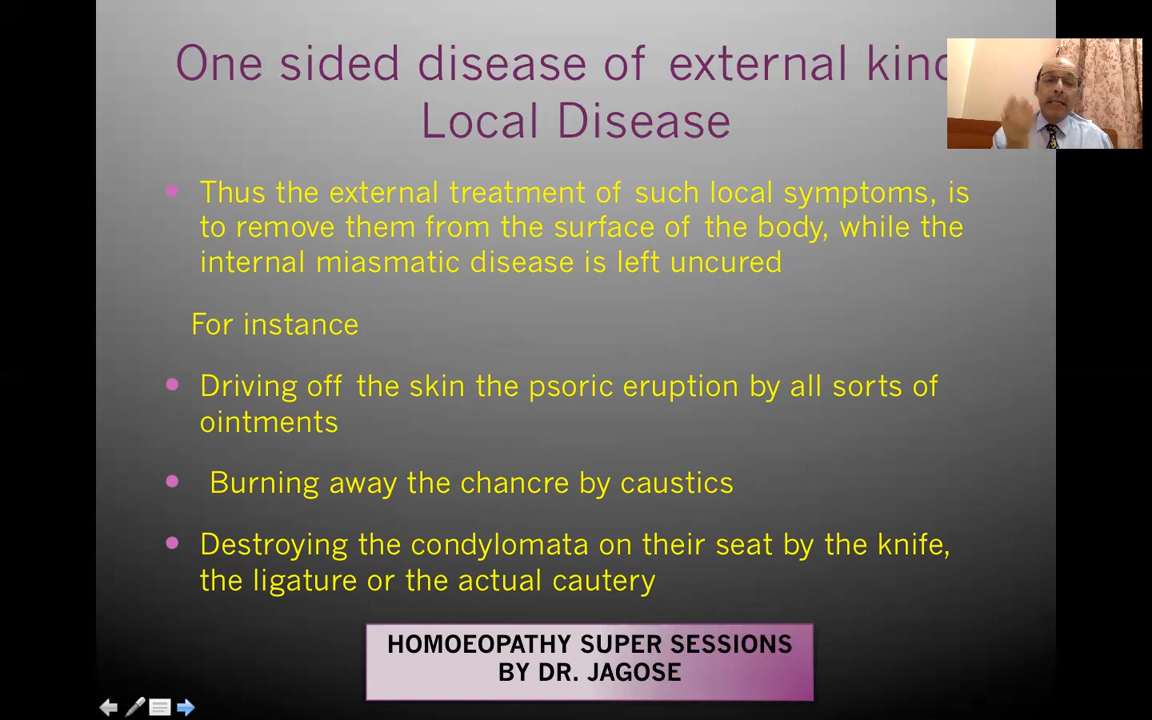 One sided disease of external kind
Local Disease
Thus the external treatment of such local symptoms, is
to remove them from the surface of the body, while the
internal miasmatic disease is left uncured
For instance
Driving off the skin the psoric eruption by all sorts of
ointments
Burning away the chancre by caustics
Destroying the condylomata on their seat by the knife,
the ligature or the actual cautery
HOMOEOPATHY SUPER SESSIONS
BY DR. JAGOSE